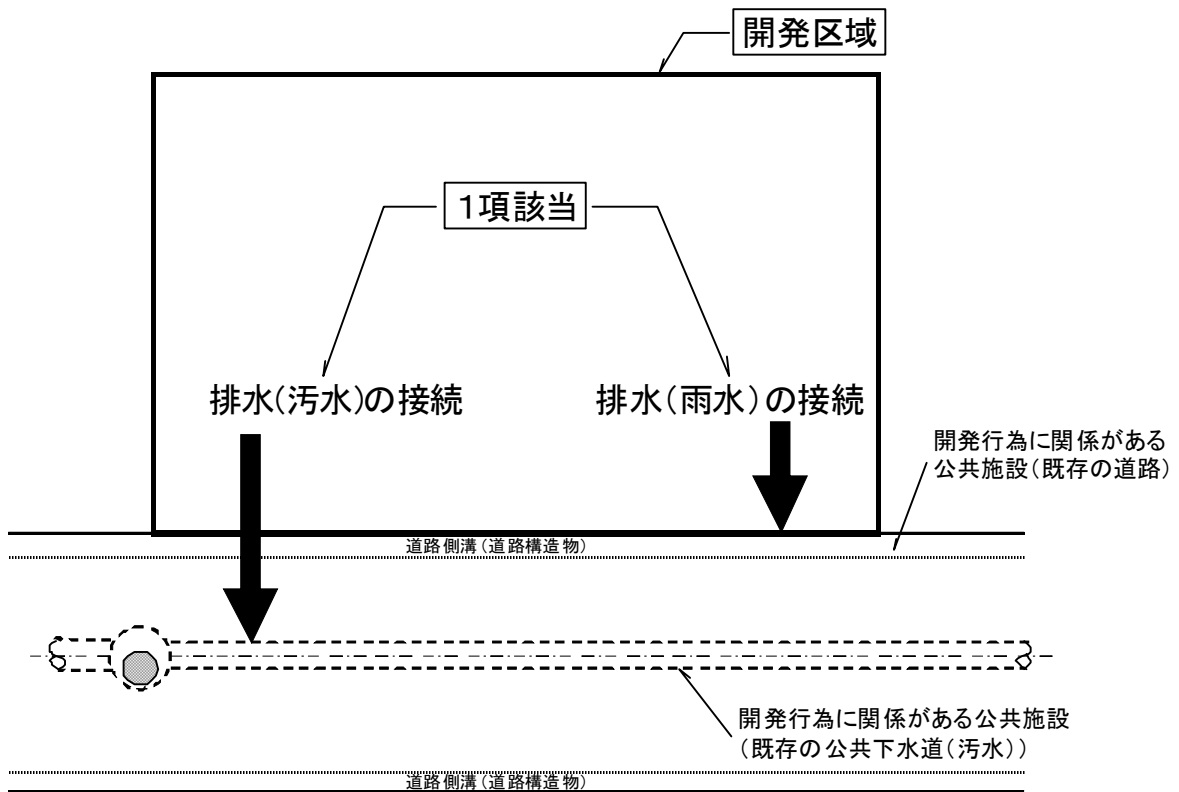 開発区域
1項該当
排水(汚水)の接続
排水(雨水)の接続
開発行為に関係がある
公共施設(既存の道路)
道路側溝(道路構造物)
開発行為に関係がある公共施設
(既存の公共下水道(汚水))
道路側溝(道路構造物)